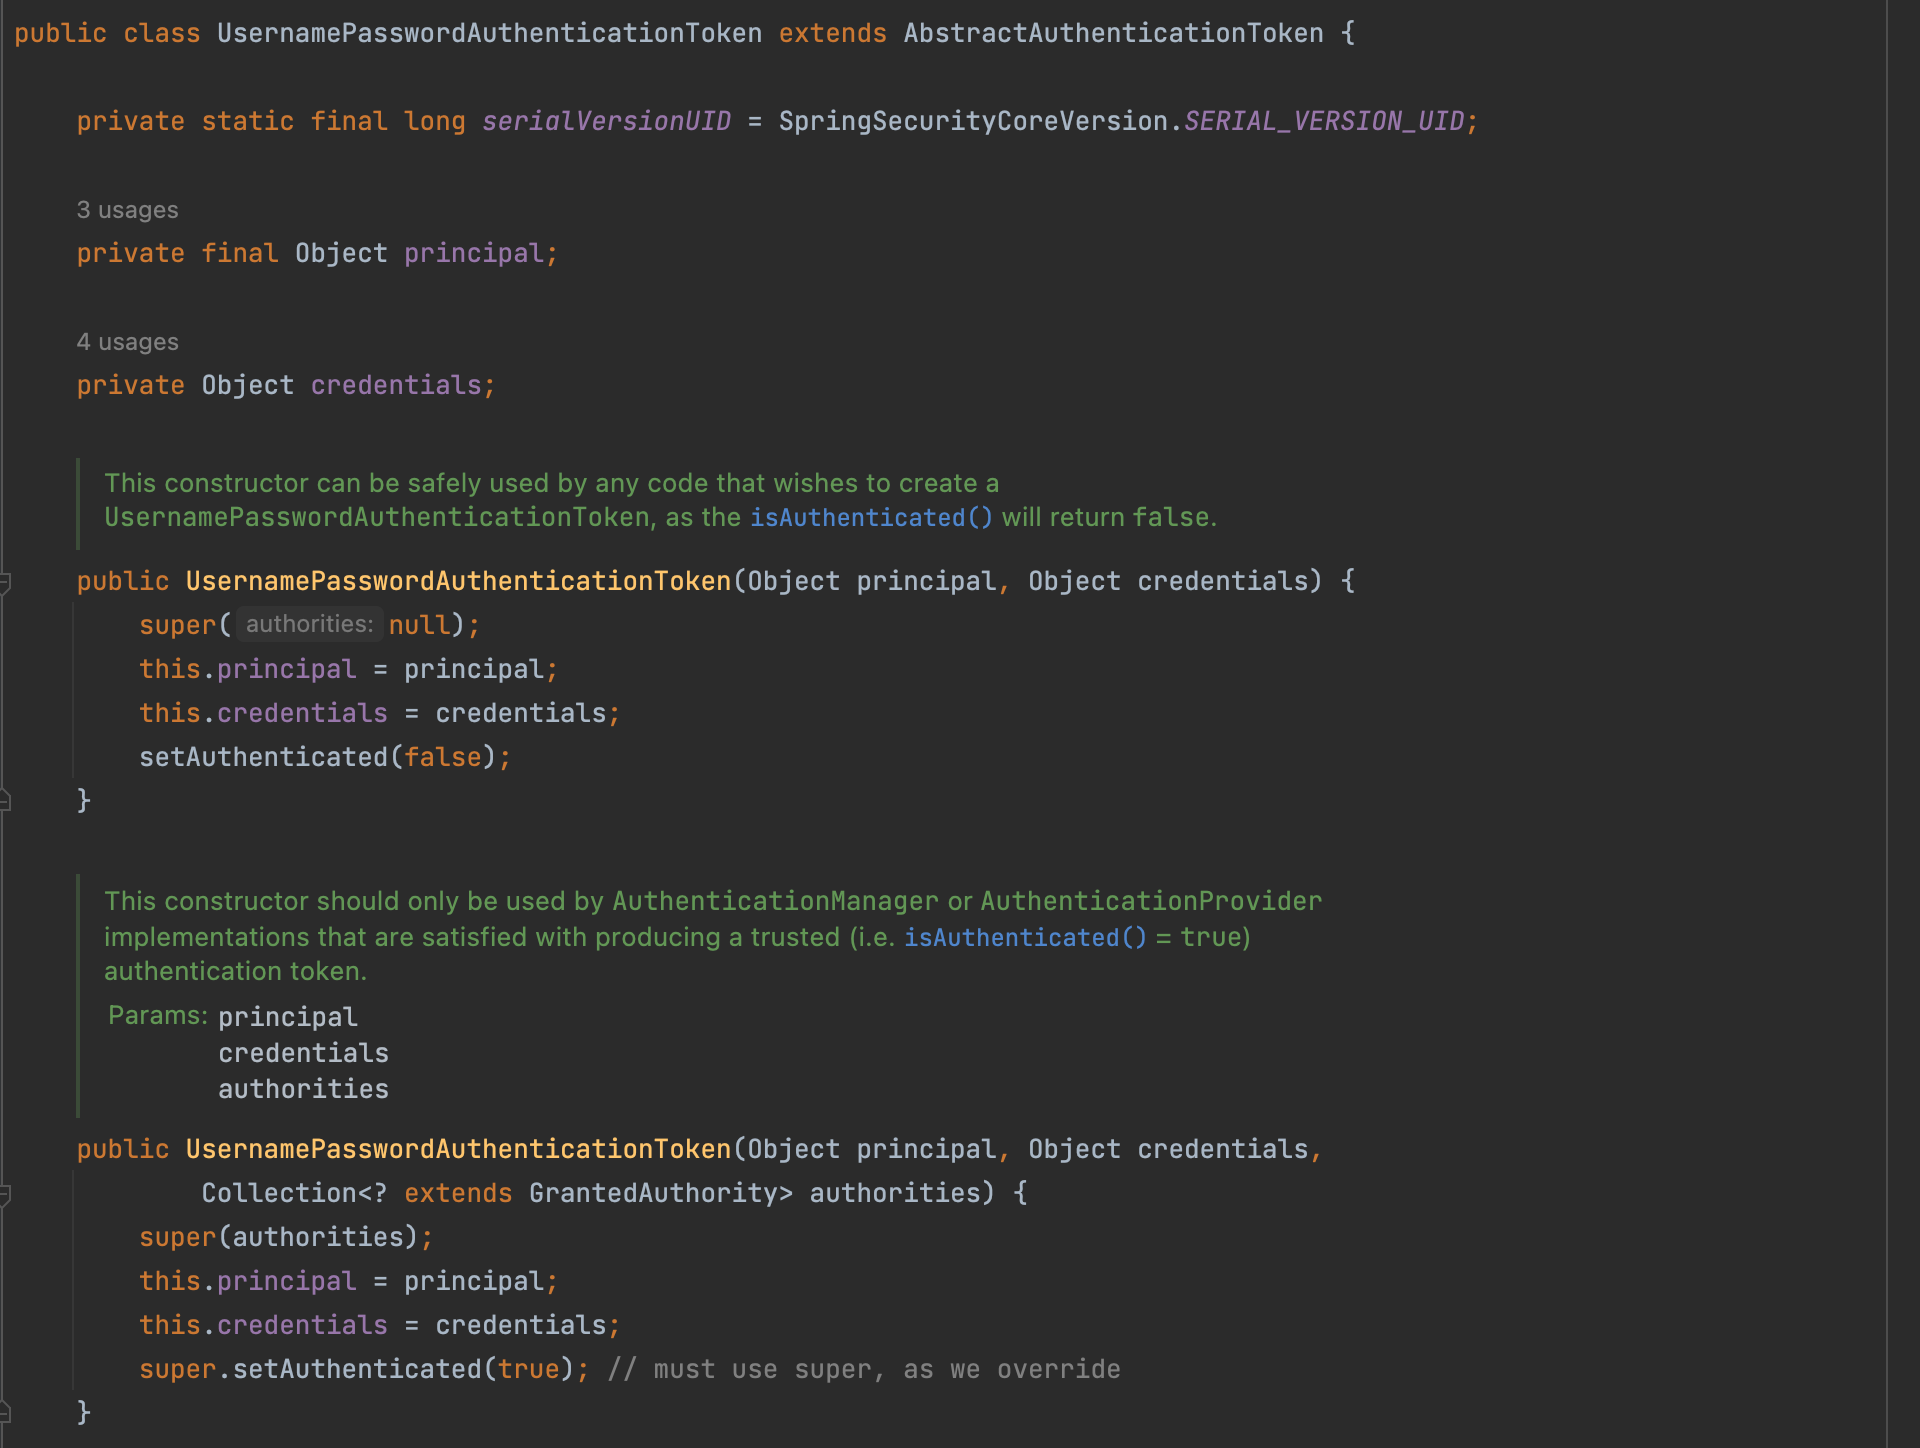 public class UsernamePasswordAuthenticationToken extends AbstractAuthenticationToken {
private static final long serialVersionUID = SpringSecurityCoreVersion.SERIAL_VERSION_UID;
3 usages
private final Object principal;
4 usages
private Object credentials;
This constructor can be safely used by any code that wishes to create a
UsernamePasswordAuthenticationToken, as the isAuthenticated() will return false.
public UsernamePasswordAuthenticationToken(Object principal, Object credentials) {
super( authorities: null);
this.principal = principal;
this.credentials = credentials;
setAuthenticated(false);
}
This constructor should only be used by AuthenticationManager or AuthenticationProvider
implementations that are satisfied with producing a trusted (i.e. isAuthenticated() = true)
authentication token.
Params: principal
credentials
authorities
public UsernamePasswordAuthenticationToken(Object principal, Object credentials,
Collection<? extends GrantedAuthority> authorities) {
super(authorities);
this.principal = principal;
this.credentials = credentials;
super.setAuthenticated(true); // must use super, as we override
}